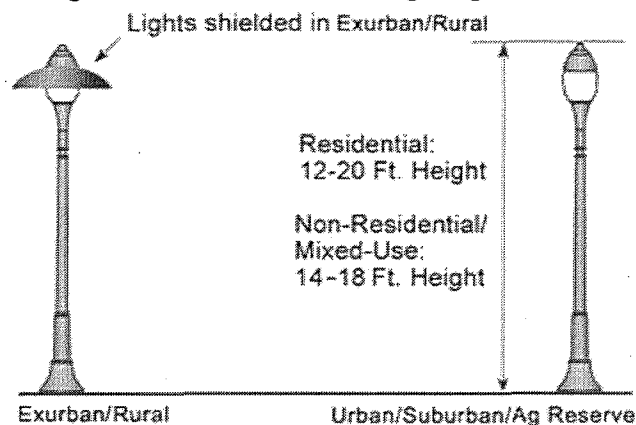 Lights shielded in Exurban/Rural
Residential:
12-20 Ft. Height
Non-Residential/
Mixed-Use:
14-18 Ft. Height
Exurban/Rural
Urban/Suburban/Ag Reserve